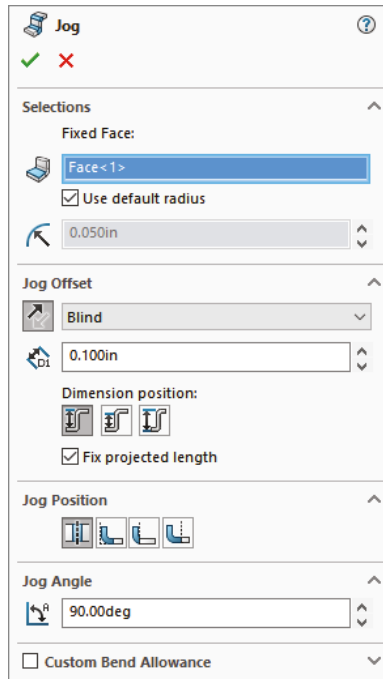 Jog
Selections
Fixed Face:
Face<1>
Use default radius
0.050in
Jog Offset
Blind
D1
0.100in
Dimension position:
Fix projected length
Jog Position
Jog Angle
A
90.00deg
Custom Bend Allowance